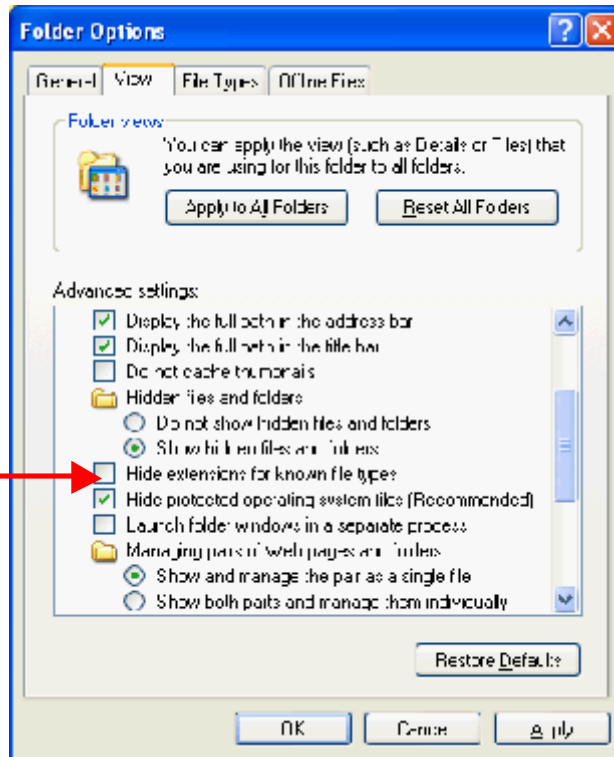 Folder Options
General View File Types Offline Files
Folder views
You can apply the view (such as Details or Tiles) that
you are using for this folder to all folders.
Apply to All Folders Reset All Folders
Advanced settings:
Display the full path in the address bar
Display the full path in the title bar
Do not cache thumbnails
Hidden files and folders
Do not show hidden files and folders
Show hidden files and folders
Hide extensions for known file types
Hide protected operating system files (Recommended)
Launch folder windows in a separate process
Managing pairs of Web pages and folders
Show and manage the pair as a single file
Show both parts and manage them individually
Restore Defaults
OK Cancel Apply